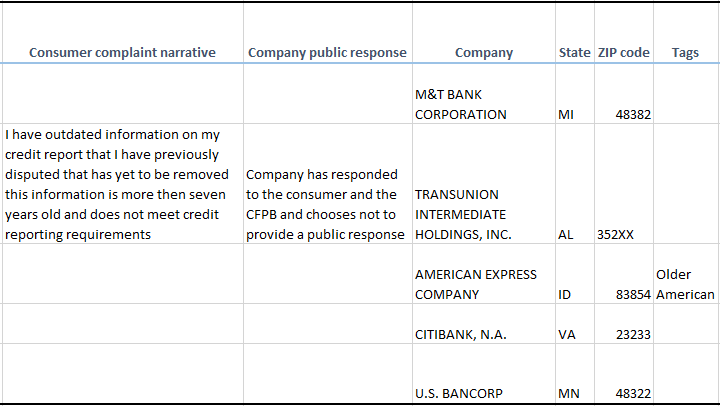 Consumer complaint narrative Company public response Company State ZIP code Tags
M&T BANK
CORPORATION MI 48382
I have outdated information on my
credit report that I have previously
disputed that has yet to be removed
this information is more then seven
years old and does not meet credit
reporting requirements
Company has responded
to the consumer and the
CFPB and chooses not to
provide a public response
TRANSUNION
INTERMEDIATE
HOLDINGS, INC. AL 352XX
AMERICAN EXPRESS
COMPANY ID 83854
Older
American
CITIBANK, N.A. VA 23233
U.S. BANCORP MN 48322